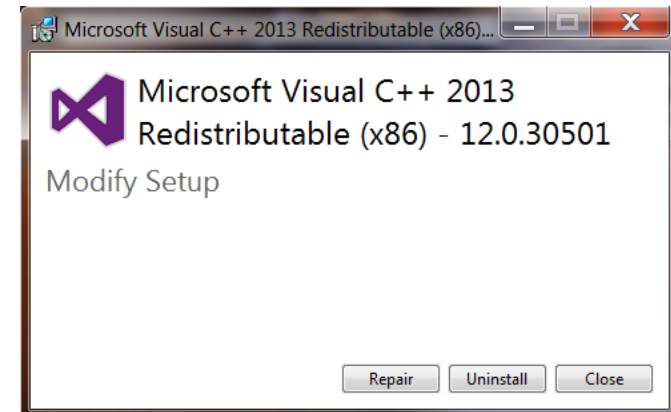 Microsoft Visual C++ 2013 Redistributable (x86)...
Microsoft Visual C++ 2013
Redistributable (x86) - 12.0.30501
Modify Setup
Repair Uninstall Close